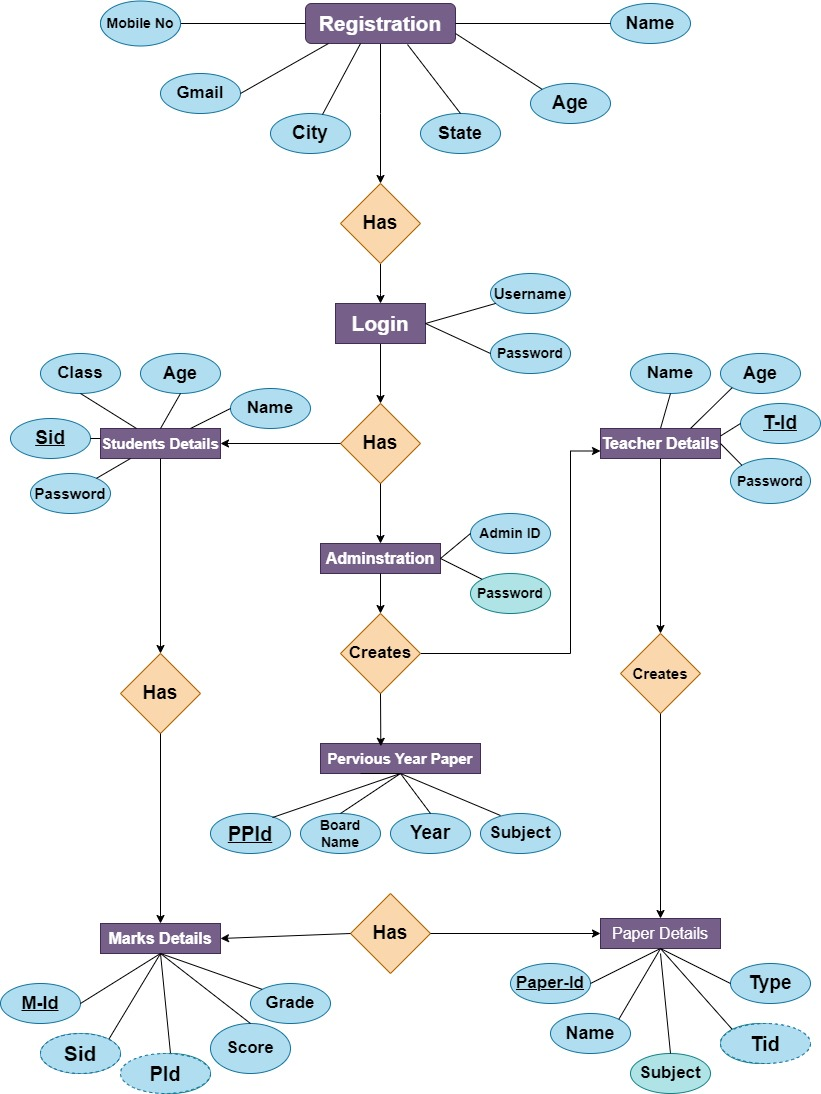 Mobile No
Registration
Name
Gmail
Age
City
State
Has
Username
Login
Password
Class
Age
Name
Sid
Students Details
Password
Has
Name
Age
T-Id
Teacher Details
Password
Admin ID
Adminstration
Password
Creates
Has
Creates
Pervious Year Paper
PPId
Board
Name
Year
Subject
Has
Marks Details
Paper Details
M-Id
Grade
Sid
Score
PId
Paper-Id
Type
Name
Tid
Subject